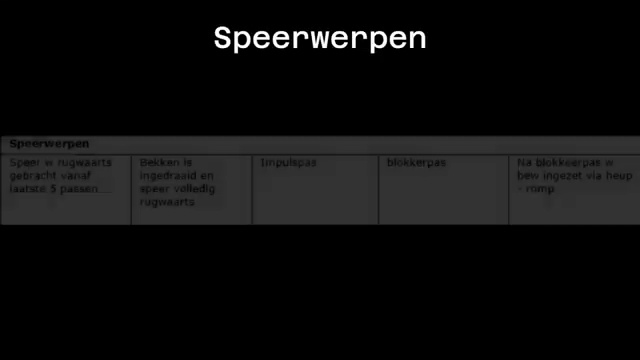 Speerwerpen
Speerwerpen
Speer w rugwaarts
gebracht vanaf
laatste 5 passen....
Bekken is
ingedraaid en
speer volledig
rugwaarts
Impulspas
blokkerpas
Na blokkeerpas w
bew ingezet via heup
- romp